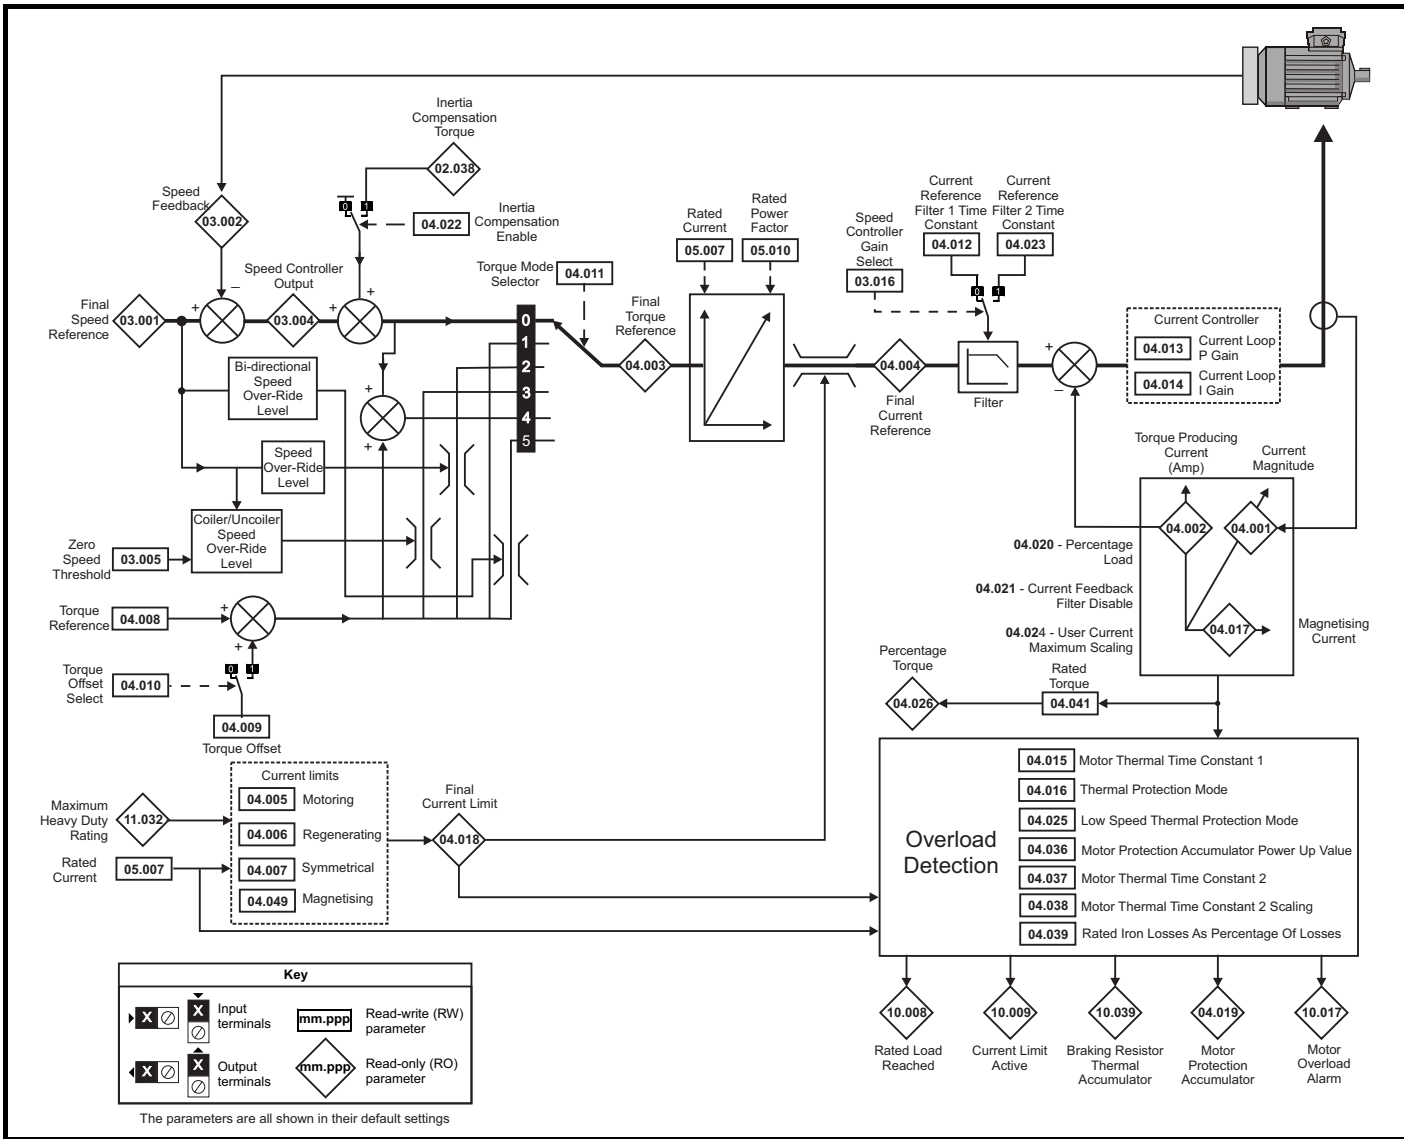 Inertia
Compensation
Torque
02.038
Speed
Feedback
03.002
0
1
04.022
Inertia
Compensation
Enable
Final
Speed
Reference
03.001
+
–
Speed Controller
Output
03.004
+
+
Torque Mode
Selector
04.011
0
1
2
3
4
5
Final
Torque
Reference
04.003
Rated
Current
05.007
Rated
Power
Factor
05.010
Speed
Controller
Gain
Select
03.016
Current
Reference
Filter 1 Time
Constant
04.012
Current
Reference
Filter 2 Time
Constant
04.023
0
1
04.004
Final
Current
Reference
Filter
+
–
Current Controller
04.013
Current Loop
P Gain
04.014
Current Loop
I Gain
Bi-directional
Speed
Over-Ride
Level
+
+
Speed
Over-Ride
Level
Coiler/Uncoiler
Speed
Over-Ride
Level
Zero
Speed
Threshold
03.005
Torque
Reference
04.008
+
+
Torque
Offset
Select
04.010
0
1
04.009
Torque Offset
Torque Producing
Current
(Amp)
Current
Magnitude
04.002
04.001
04.017
Magnetising
Current
04.020 - Percentage
Load
04.021 - Current Feedback
Filter Disable
04.024 - User Current
Maximum Scaling
Percentage
Torque
04.026
Rated
Torque
04.041
Maximum
Heavy Duty
Rating
11.032
Rated
Current
05.007
Current limits
04.005 Motoring
04.006 Regenerating
04.007 Symmetrical
04.049 Magnetising
Final
Current Limit
04.018
Overload
Detection
04.015 Motor Thermal Time Constant 1
04.016 Thermal Protection Mode
04.025 Low Speed Thermal Protection Mode
04.036 Motor Protection Accumulator Power Up Value
04.037 Motor Thermal Time Constant 2
04.038 Motor Thermal Time Constant 2 Scaling
04.039 Rated Iron Losses As Percentage Of Losses
10.008
Rated Load
Reached
10.009
Current Limit
Active
10.039
Braking Resistor
Thermal
Accumulator
04.019
Motor
Protection
Accumulator
10.017
Motor
Overload
Alarm
Key
X
X
Input
terminals
mm.ppp
Read-write (RW)
parameter
X
X
Output
terminals
mm.ppp
Read-only (RO)
parameter
The parameters are all shown in their default settings